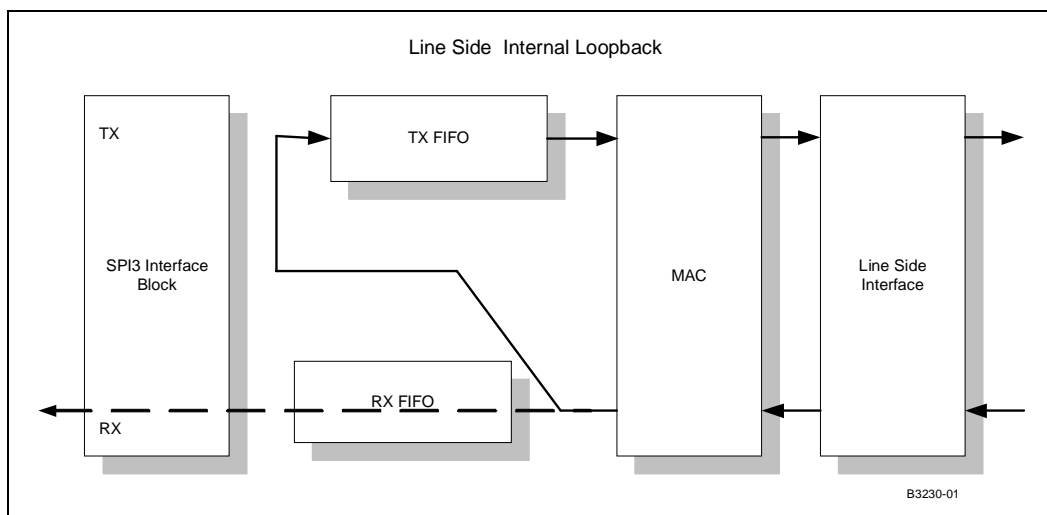 Line Side Internal Loopback
TX
TX FIFO
SPI3 Interface
Block
MAC
Line Side
Interface
RX FIFO
RX
B3230-01